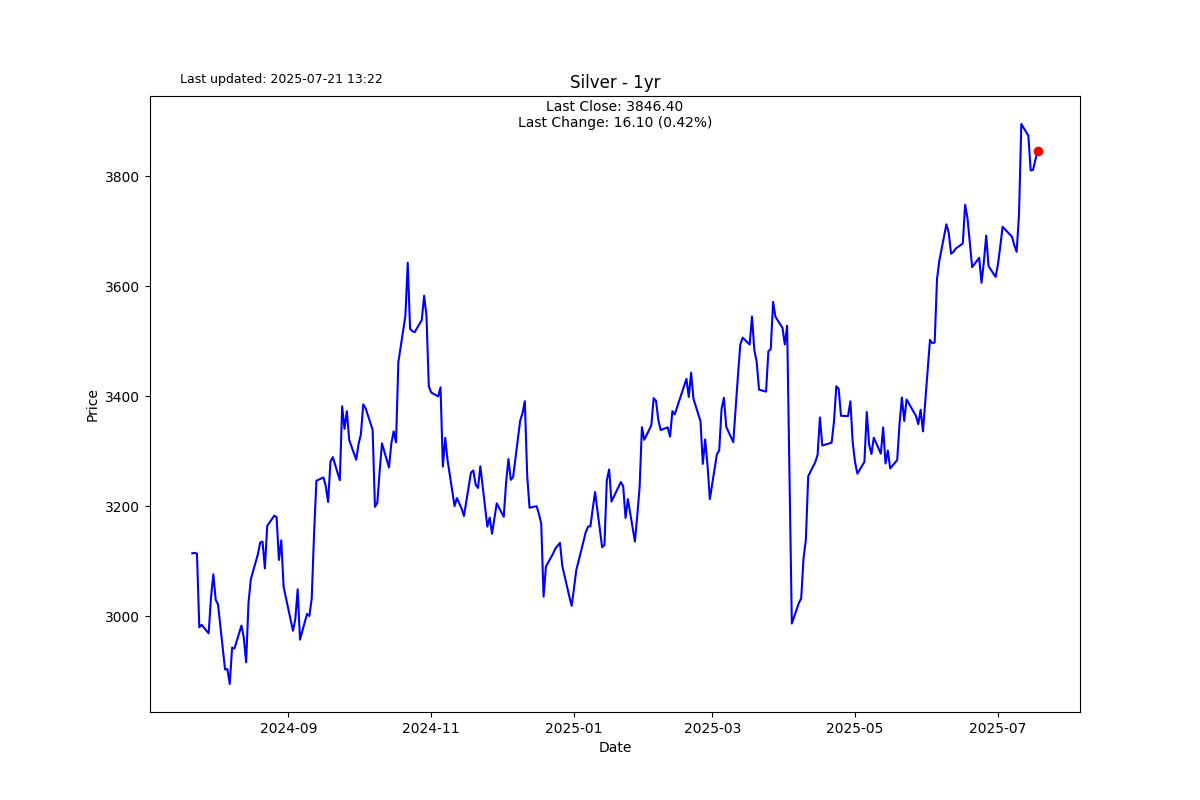 Last updated: 2025-07-21 13:22
Silver - 1yr
Last Close: 3846.40
Last Change: 16.10 (0.42%)
Price
3800
3600
3400
3200
3000
2024-09
2024-11
2025-01
2025-03
2025-05
2025-07
Date